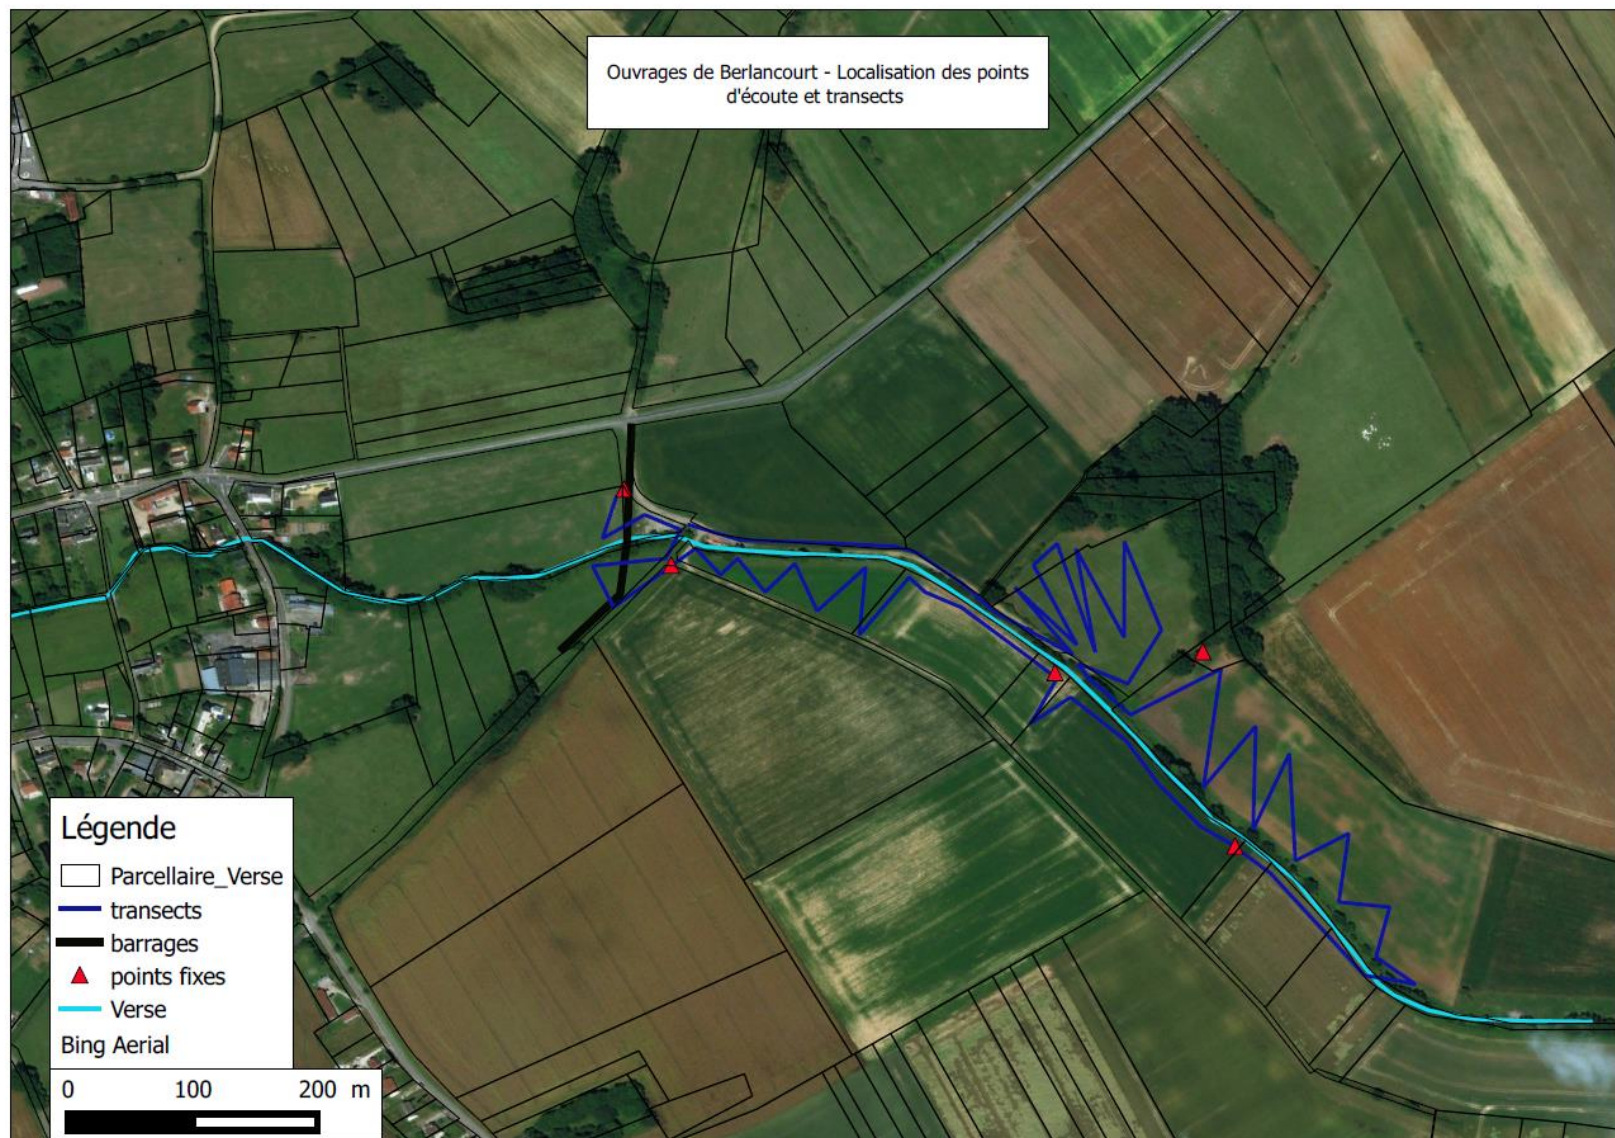 Ouvrages de Berlancourt - Localisation des points
d'écoute et transects
Légende
Parcellaire_Verse
transects
barrages
points fixes
Verse
Bing Aerial
0 100 200 m